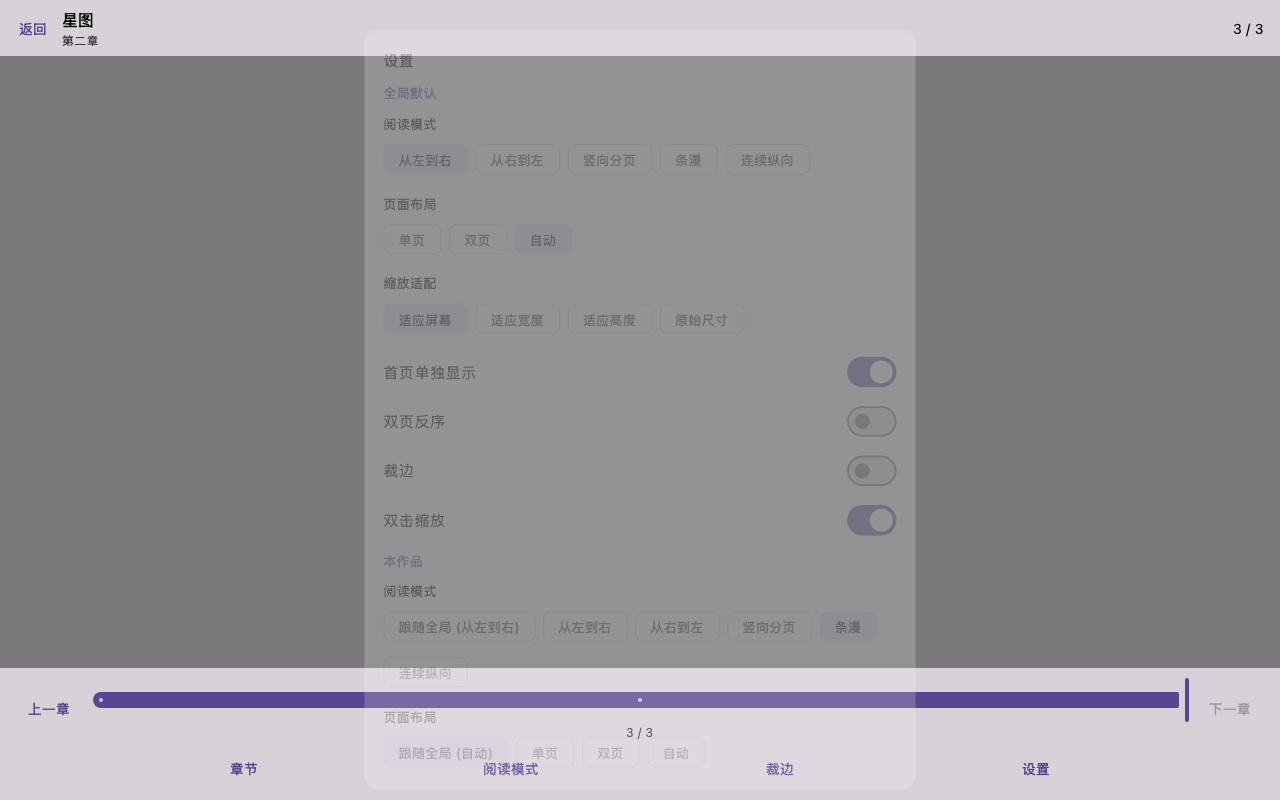 返回
星图
第二章
3 / 3
设置
全局默认
阅读模式
从左到右 从右到左 竖向分页 条漫 连续纵向
页面布局
单页 双页 自动
缩放适配
适应屏幕 适应宽度 适应高度 原始尺寸
首页单独显示
双页反序
裁边
双击缩放
本作品
阅读模式
跟随全局 (从左到右) 从左到右 从右到左 竖向分页 条漫
连续纵向
上一章
下一章
页面布局
3 / 3
跟随全局 (自动) 单页 双页 自动
章节 阅读模式 裁边 设置